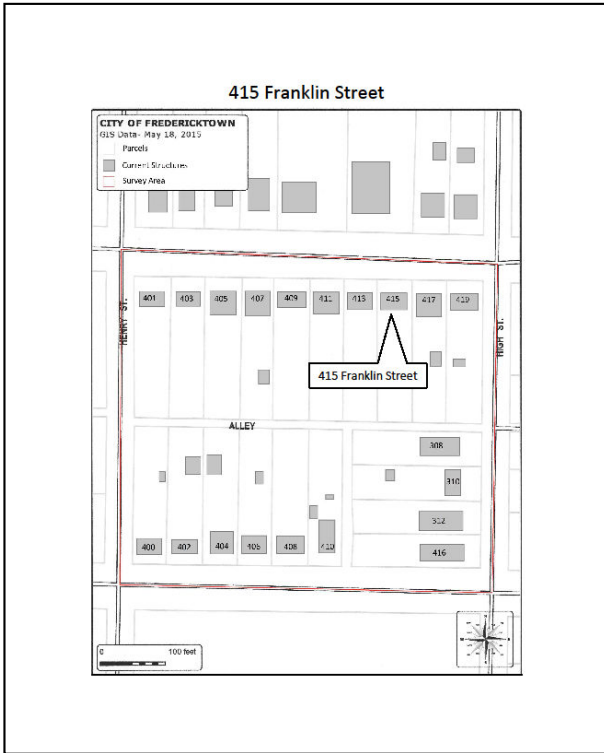 415 Franklin Street
CITY OF FREDERICKTOWN
GIS Data- May 18, 2015
Parcels
Current Structures
Survey Area
HENRY ST.
HIGH ST.
401 403 405 407 409 411 413 415 417 419
415 Franklin Street
ALLEY
308
310
312
400 402 404 406 408 410 416
0 100 feet